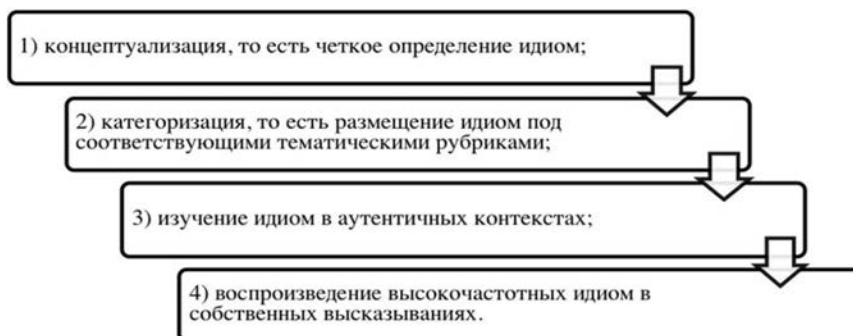 1) концептуализация, то есть четкое определение идиом;
2) категоризация, то есть размещение идиом под
соответствующими тематическими рубриками;
3) изучение идиом в аутентичных контекстах;
4) воспроизведение высокочастотных идиом в
собственных высказываниях.